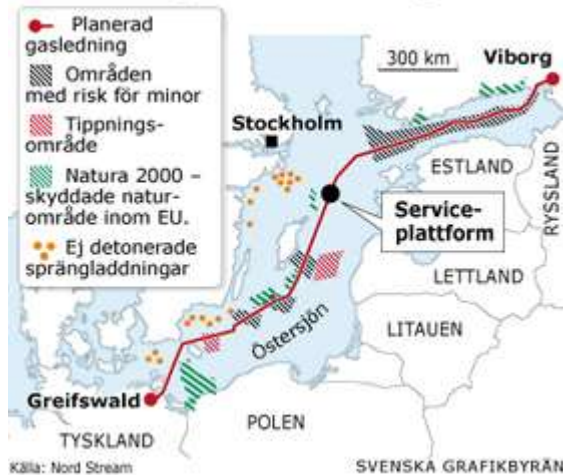 Planerad
gasledning
Områden
med risk för minor
Tippnings-
område
Natura 2000 –
skyddade natur-
område inom EU.
Ej detonerade
sprängladdningar
300 km
Viborg
Stockholm
ESTLAND
RYSSLAND
Service-
plattform
LETTLAND
LITAUEN
Östersjön
Greifswald
POLEN
TYSKLAND
Källa: Nord Stream
SVENSKA GRAFIKBYRÅN